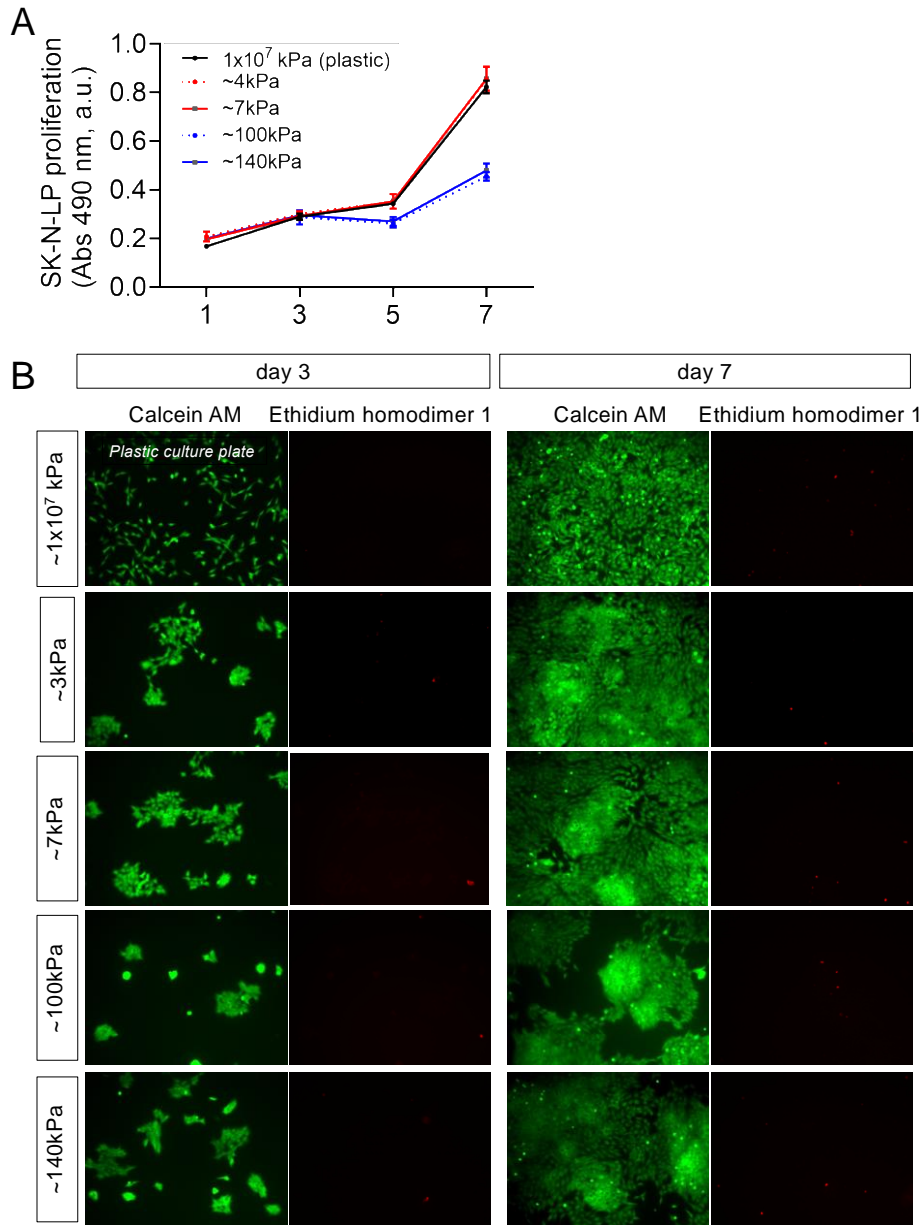 A
SK-N-LP proliferation
(Abs 490 nm, a.u.)
1.0
0.8
0.6
0.4
0.2
0.0
1x10⁷ kPa (plastic)
~4kPa
~7kPa
~100kPa
~140kPa
1 3 5 7
B
day 3 day 7
Calcein AM Ethidium homodimer 1 Calcein AM Ethidium homodimer 1
~1x10⁷ kPa
Plastic culture plate
~3kPa
~7kPa
~100kPa
~140kPa